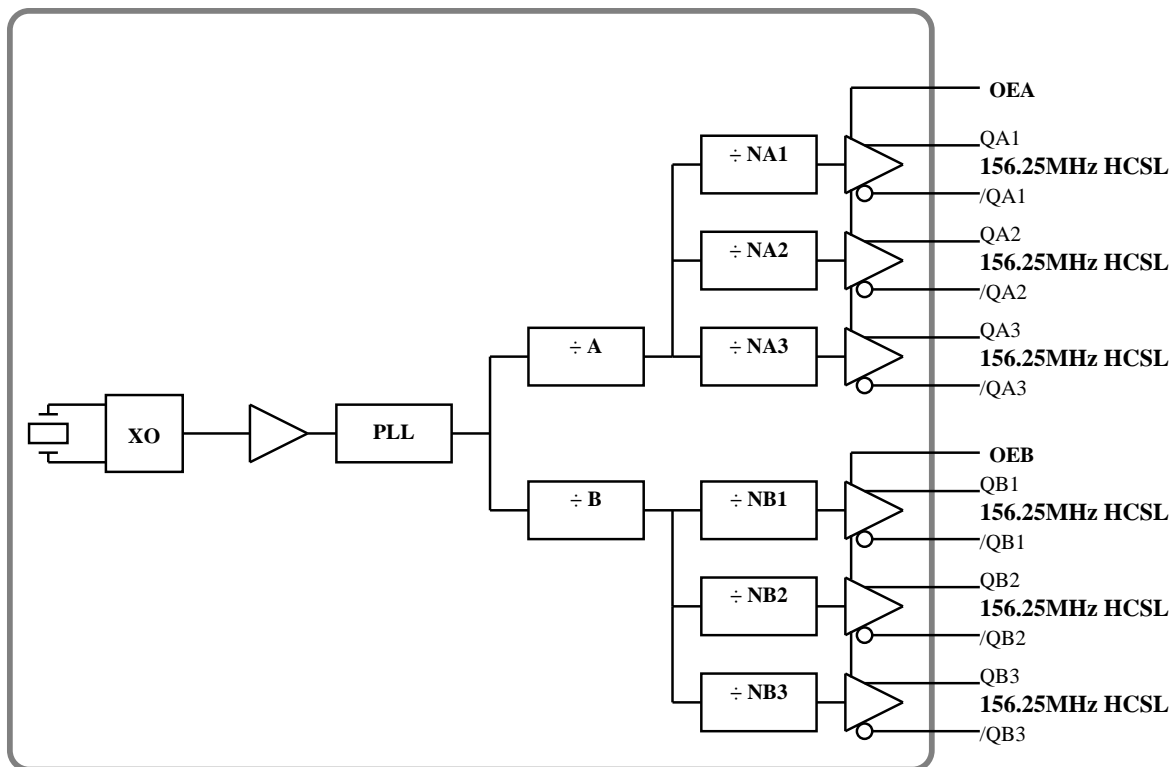 OEA
QA1
÷ NA1
156.25MHz HCSL
/QA1
QA2
÷ NA2
156.25MHz HCSL
/QA2
QA3
÷ A
÷ NA3
156.25MHz HCSL
/QA3
XO
PLL
OEB
QB1
÷ B
÷ NB1
156.25MHz HCSL
/QB1
QB2
÷ NB2
156.25MHz HCSL
/QB2
QB3
÷ NB3
156.25MHz HCSL
/QB3